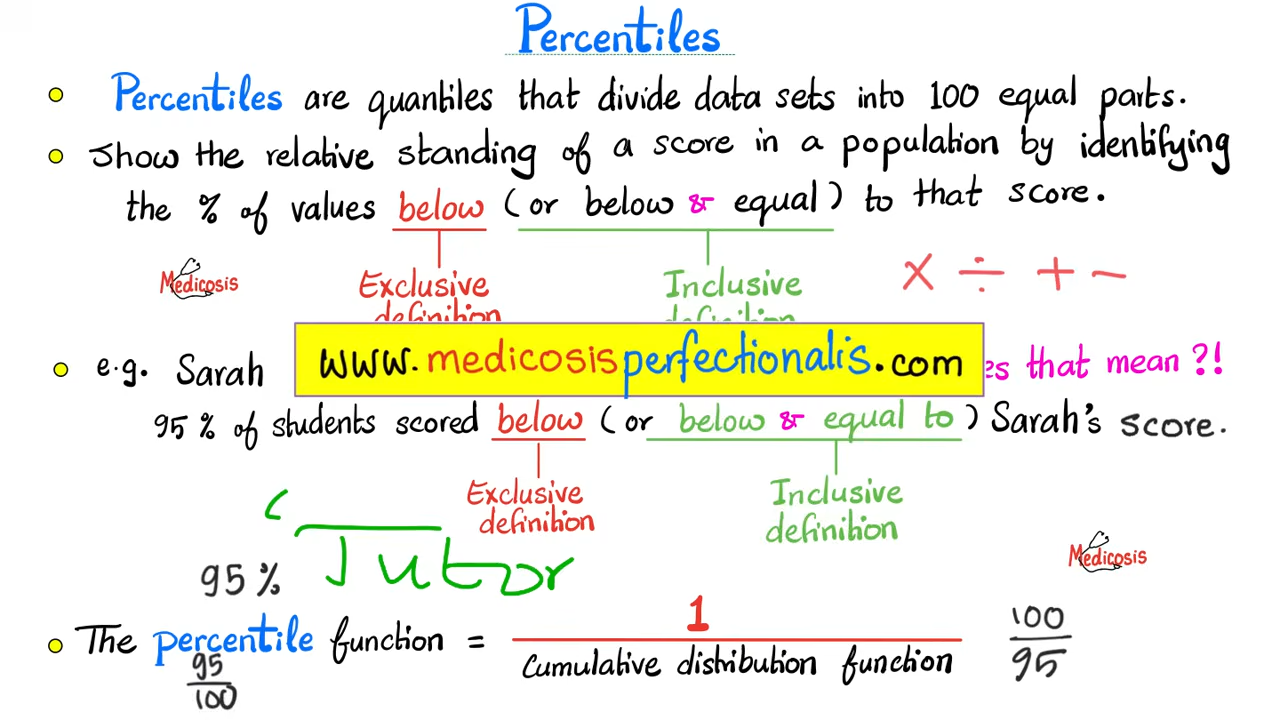 Percentiles
Percentiles are quantiles that divide data sets into 100 equal parts.
Show the relative standing of a score in a population by identifying
the % of values below (or below & equal) to that score.
Medicosis
Exclusive definition
Inclusive definition
× ÷ + −
e.g. Sarah
www.medicosisperfectionalis.com
that mean ?!
95 % of students scored below (or below & equal to) Sarah's score.
Exclusive definition
Inclusive definition
Tutor
Medicosis
95 %
The percentile function =
1
Cumulative distribution function
100
95
95
100